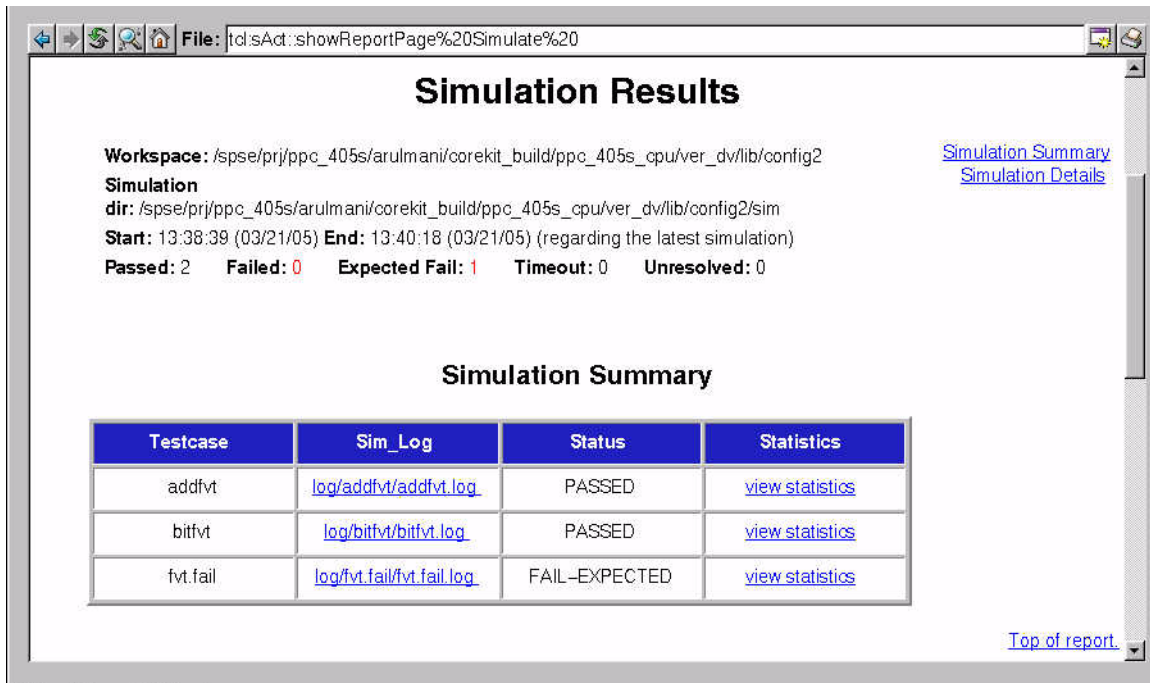 File: tcl:sAct::showReportPage%20Simulate%20
Simulation Results
Workspace: /spse/prj/ppc_405s/arulmani/corekit_build/ppc_405s_cpu/ver_dv/lib/config2
Simulation Summary
Simulation Details
Simulation
dir: /spse/prj/ppc_405s/arulmani/corekit_build/ppc_405s_cpu/ver_dv/lib/config2/sim
Start: 13:38:39 (03/21/05) End: 13:40:18 (03/21/05) (regarding the latest simulation)
Passed: 2 Failed: 0 Expected Fail: 1 Timeout: 0 Unresolved: 0
Simulation Summary
Testcase Sim_Log Status Statistics
addfvt log/addfvt/addfvt.log PASSED view statistics
bitfvt log/bitfvt/bitfvt.log PASSED view statistics
fvt.fail log/fvt.fail/fvt.fail.log FAIL-EXPECTED view statistics
Top of report.